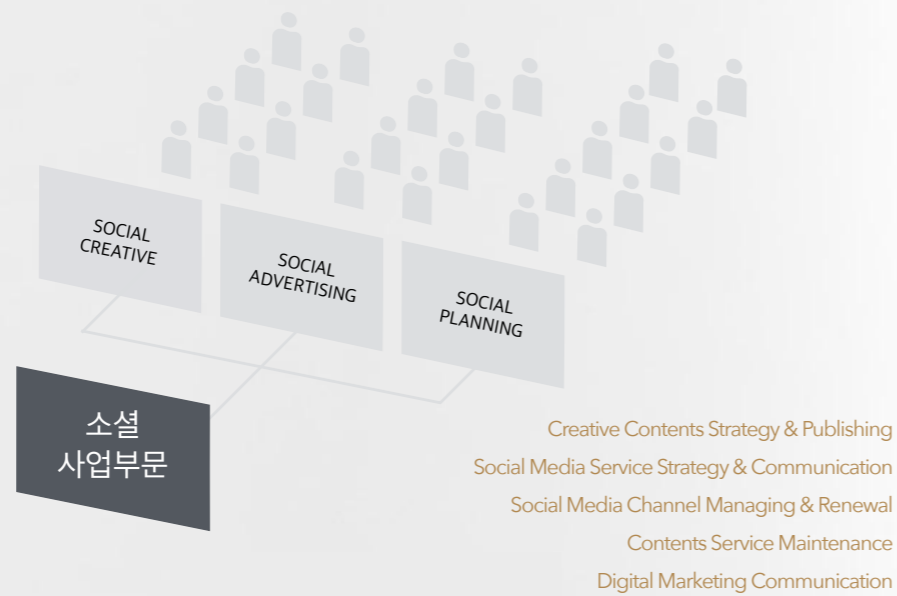 SOCIAL
CREATIVE
SOCIAL
ADVERTISING
SOCIAL
PLANNING
소셜
사업부문
Creative Contents Strategy & Publishing
Social Media Service Strategy & Communication
Social Media Channel Managing & Renewal
Contents Service Maintenance
Digital Marketing Communication